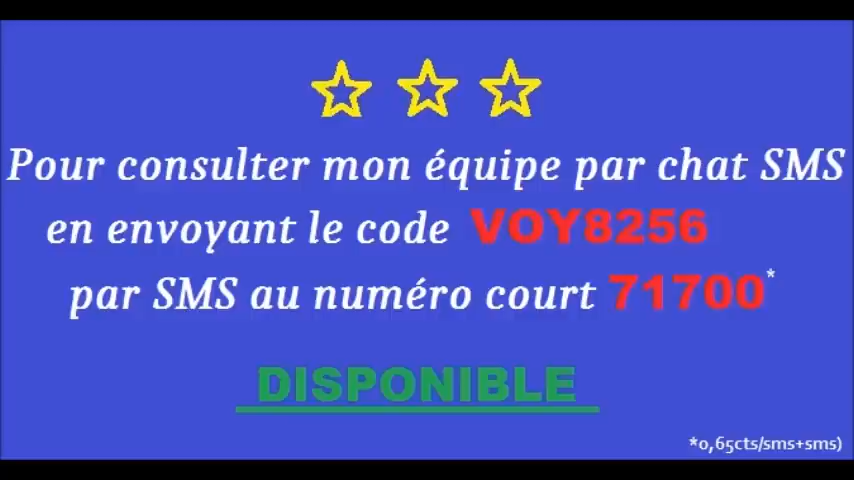 Pour consulter mon équipe par chat SMS
en envoyant le code VOY8256
par SMS au numéro court 71700*
DISPONIBLE
*0,65cts/sms+sms)